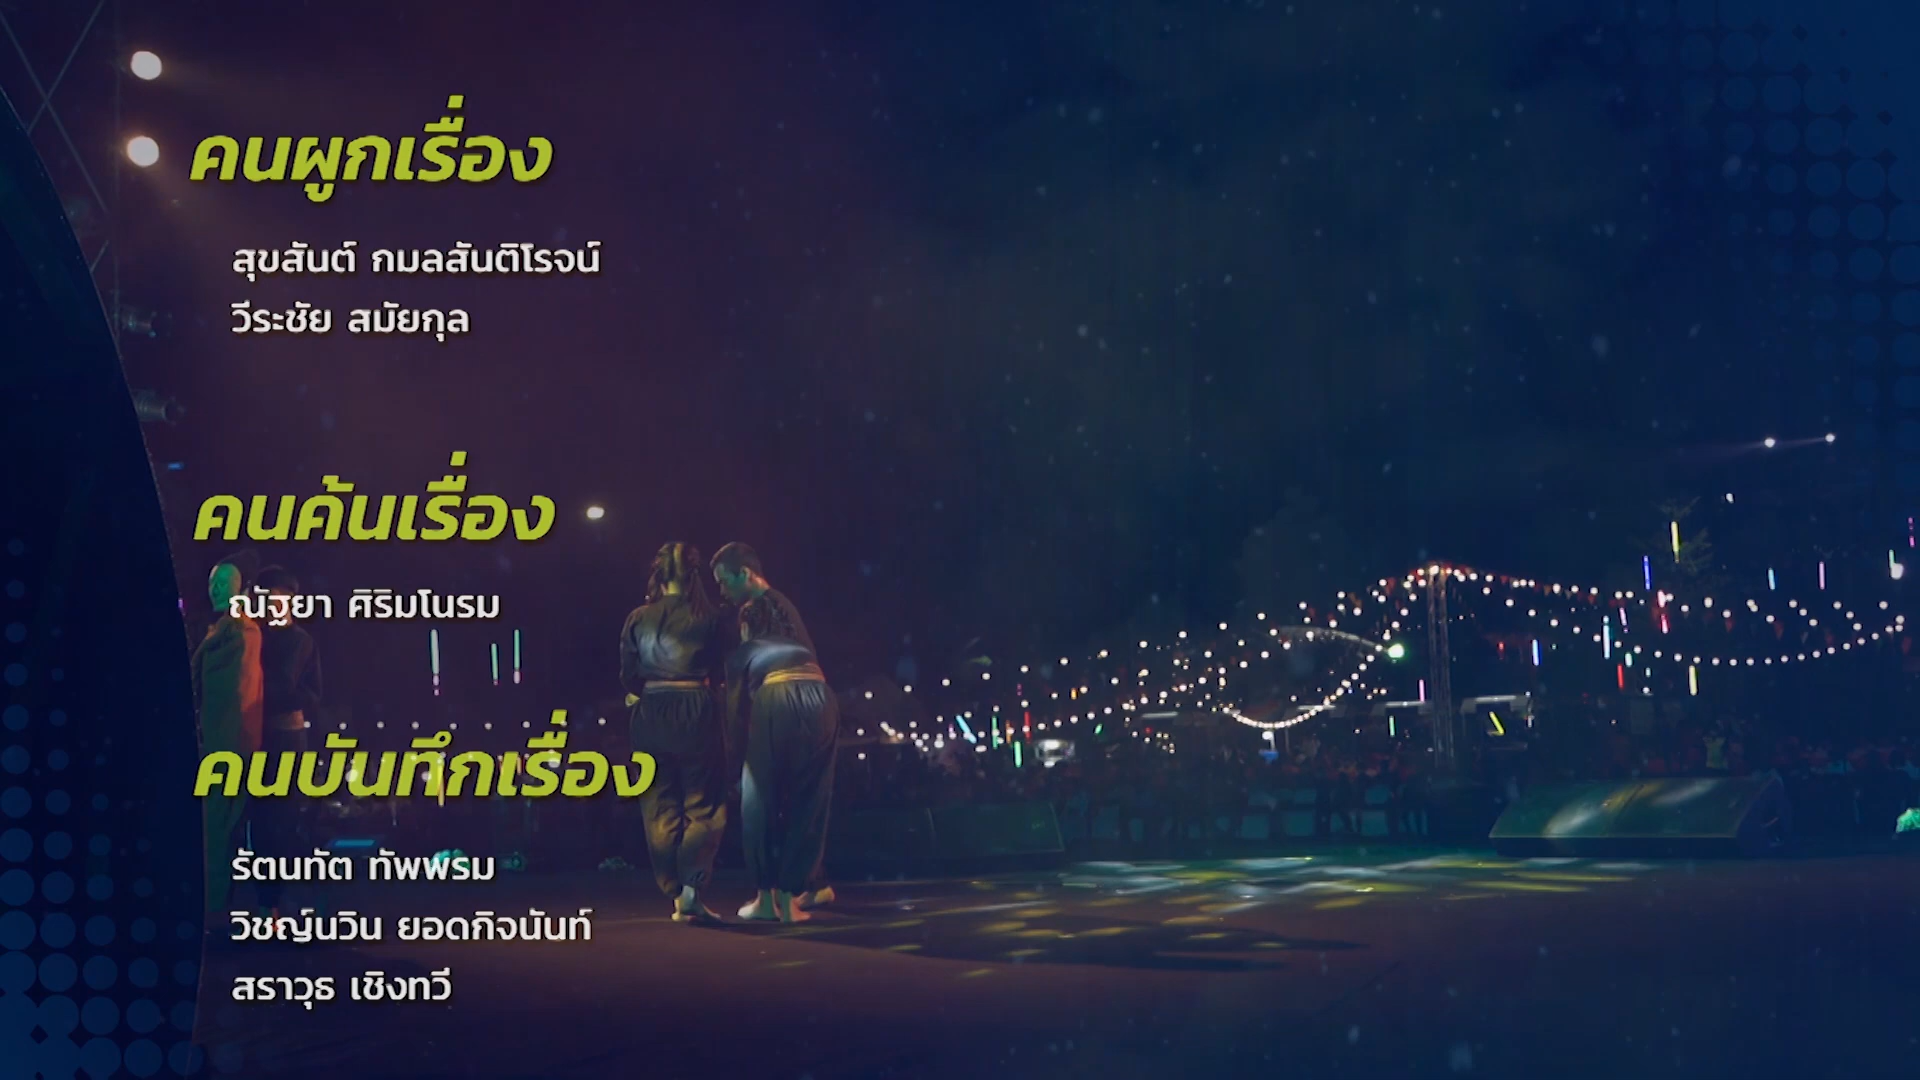 คนผูกเรื่อง
สุขสันต์ กมลสันติโรจน์
วีระชัย สมัยกุล
คนค้นเรื่อง
ณัฐยา ศิริมโนรม
คนบันทึกเรื่อง
รัตนทัต ทัพพรม
วิชญ์นวิน ยอดกิจนันท์
สราวุธ เชิงทวี